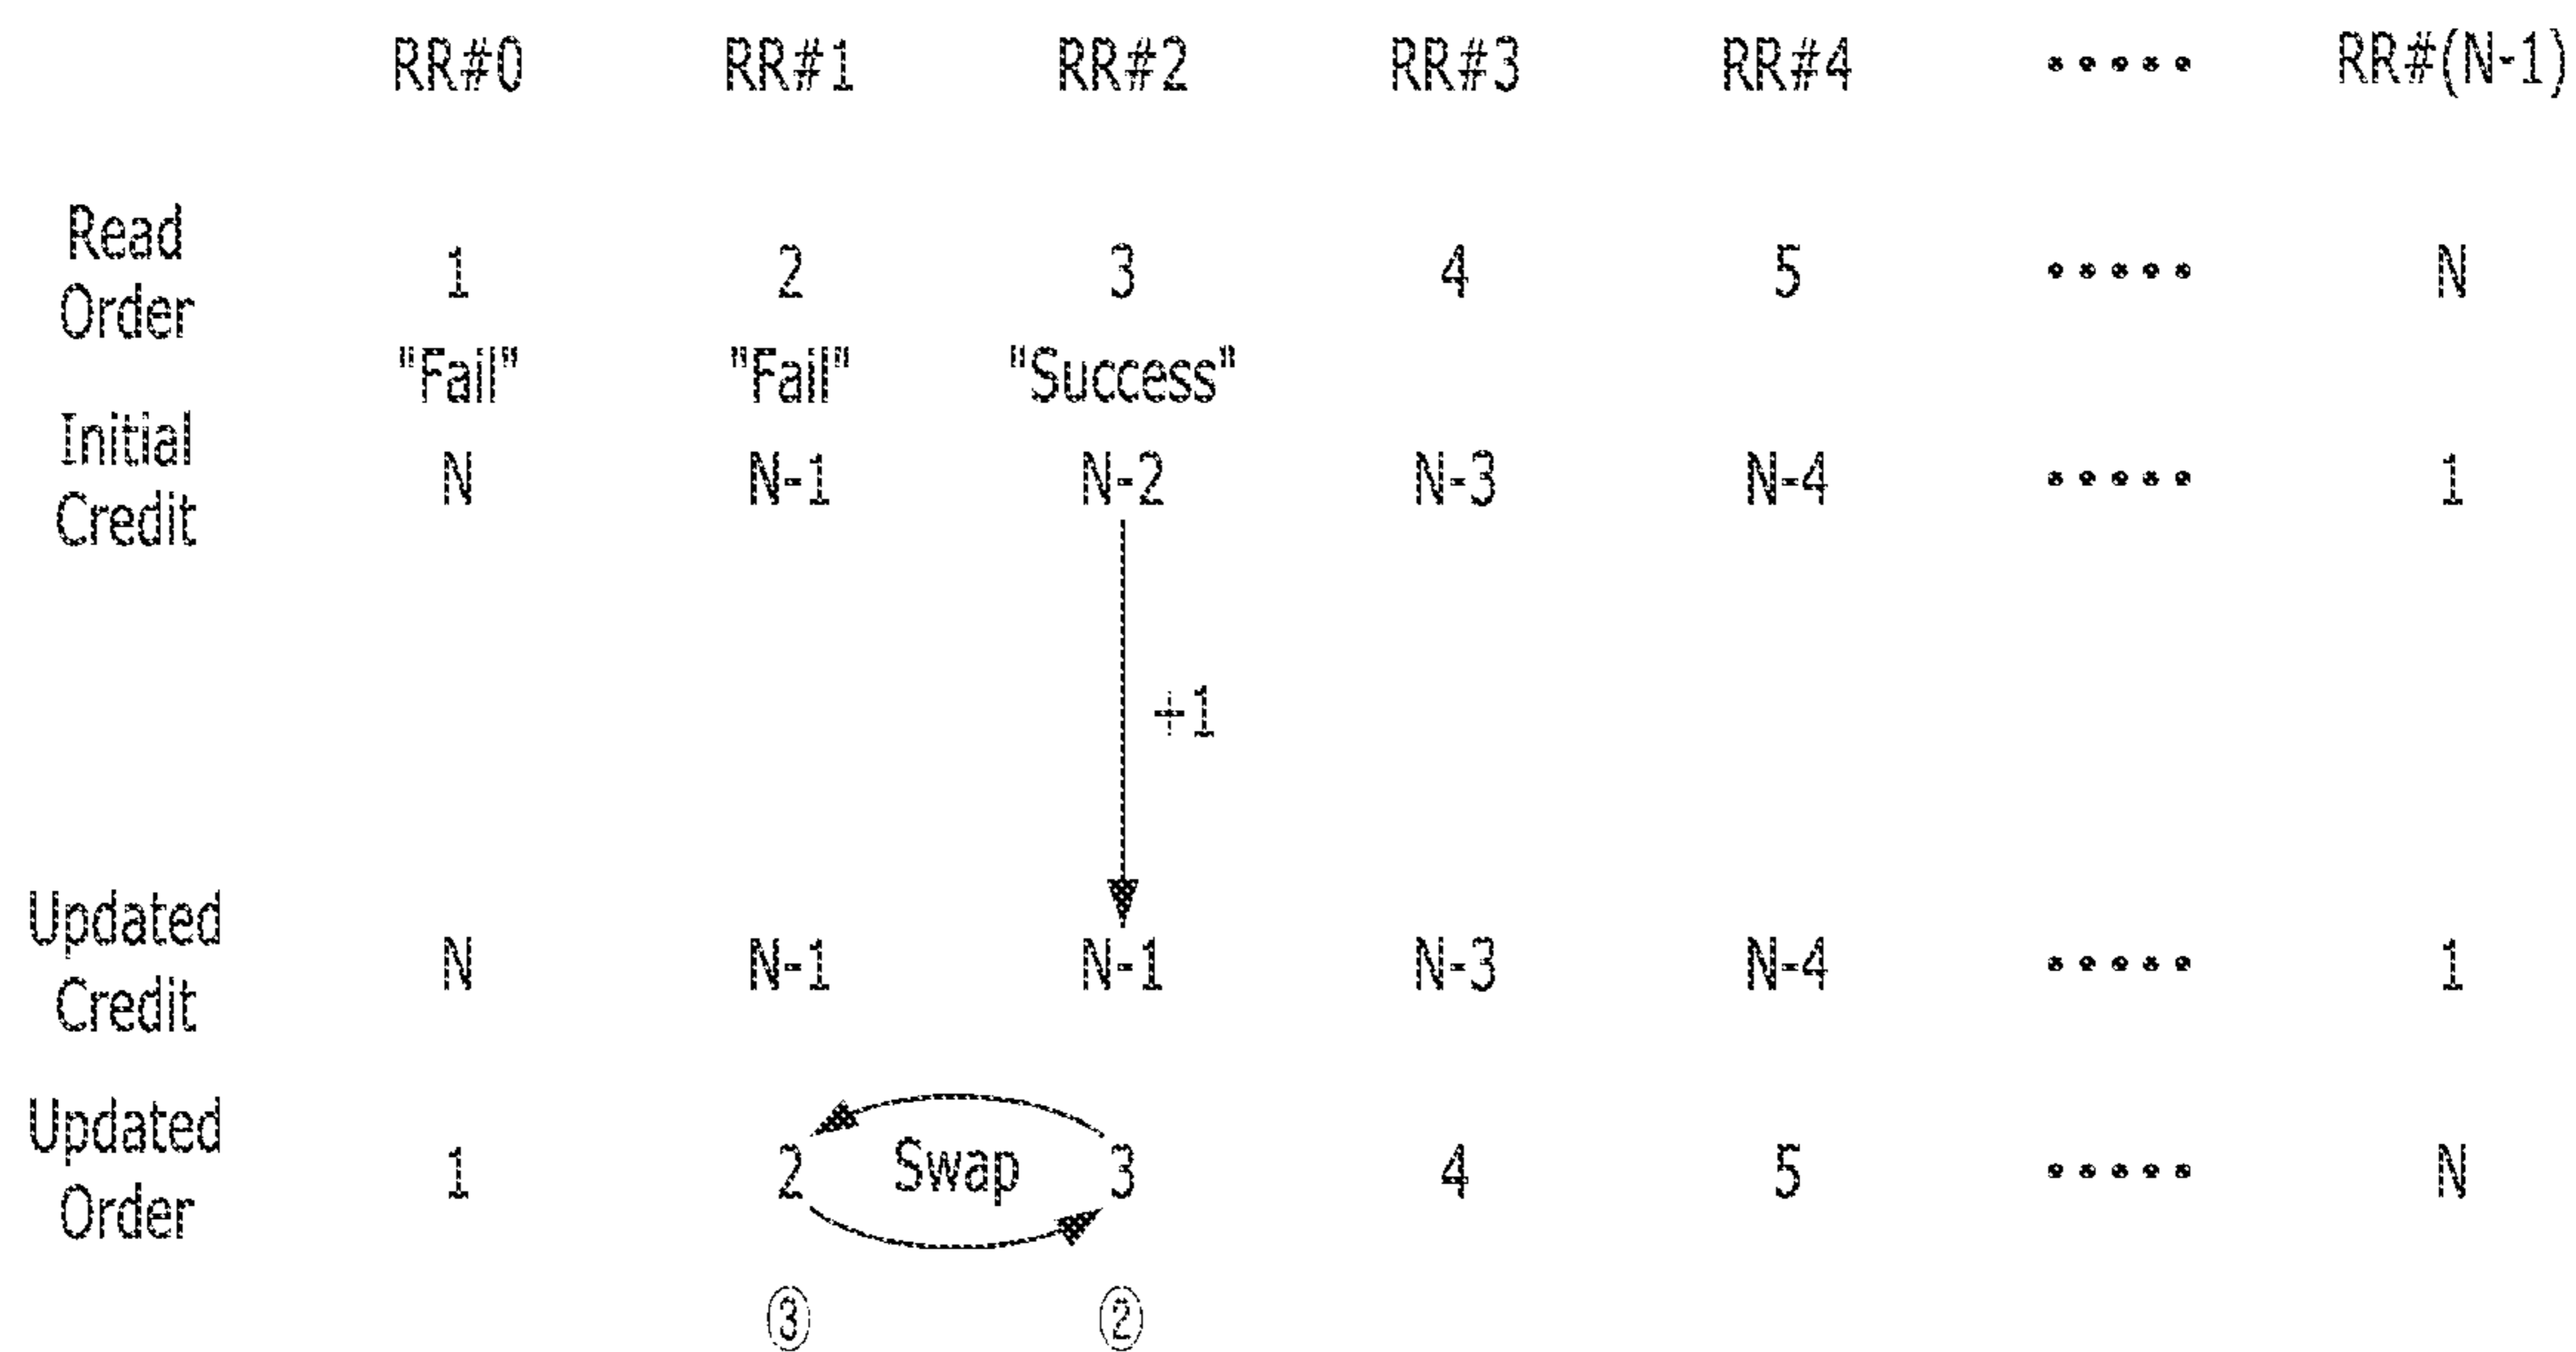 RR#0 RR#1 RR#2 RR#3 RR#4 ····· RR#(N-1)
Read
Order
1 2 3 4 5 ····· N
"Fail" "Fail" "Success"
Initial
Credit
N N-1 N-2 N-3 N-4 ····· 1
+1
Updated
Credit
N N-1 N-1 N-3 N-4 ····· 1
Updated
Order
1 2 Swap 3 4 5 ····· N
③ ②